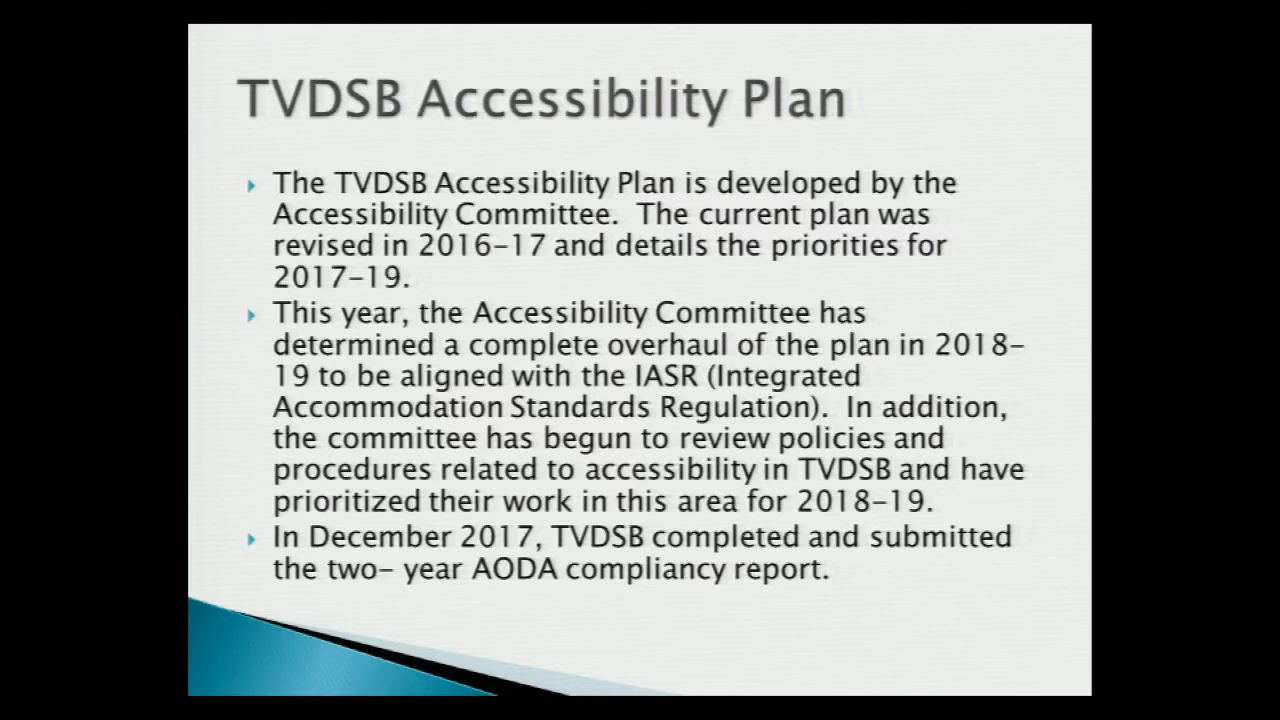 TVDSB Accessibility Plan
The TVDSB Accessibility Plan is developed by the
Accessibility Committee. The current plan was
revised in 2016-17 and details the priorities for
2017-19.
This year, the Accessibility Committee has
determined a complete overhaul of the plan in 2018-
19 to be aligned with the IASR (Integrated
Accommodation Standards Regulation). In addition,
the committee has begun to review policies and
procedures related to accessibility in TVDSB and have
prioritized their work in this area for 2018-19.
In December 2017, TVDSB completed and submitted
the two- year AODA compliancy report.